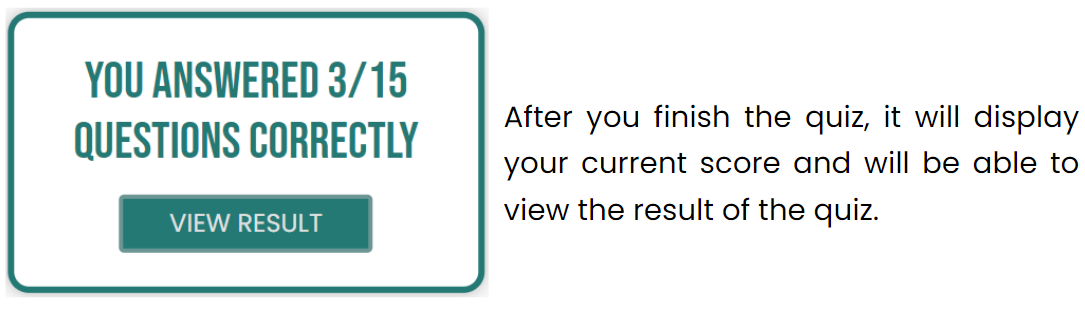 YOU ANSWERED 3/15
QUESTIONS CORRECTLY
VIEW RESULT
After you finish the quiz, it will display
your current score and will be able to
view the result of the quiz.